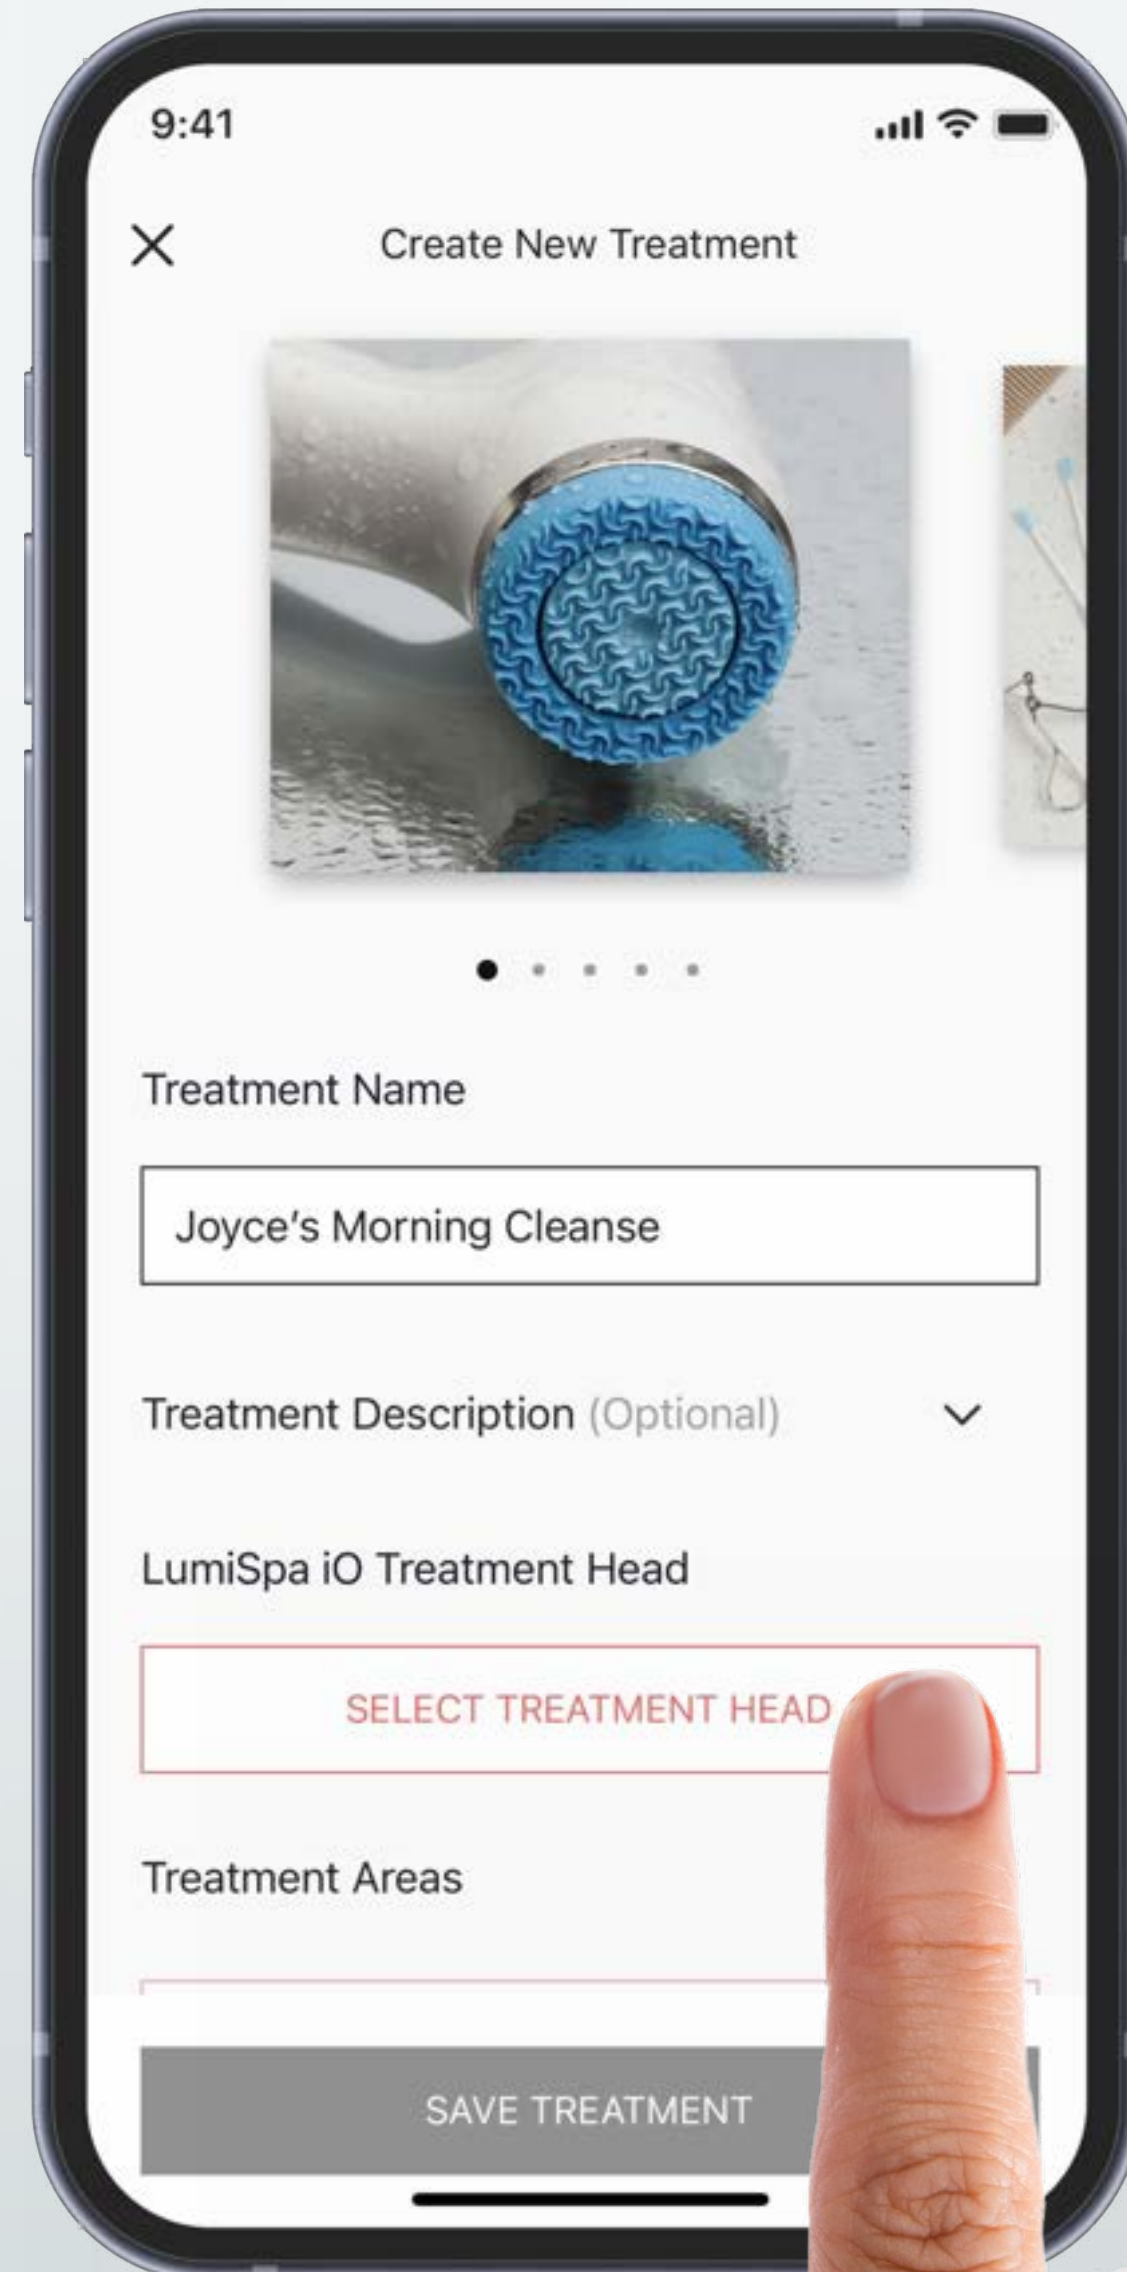 9:41
Create New Treatment
Treatment Name
Joyce's Morning Cleanse
Treatment Description (Optional)
LumiSpa iO Treatment Head
SELECT TREATMENT HEAD
Treatment Areas
SAVE TREATMENT